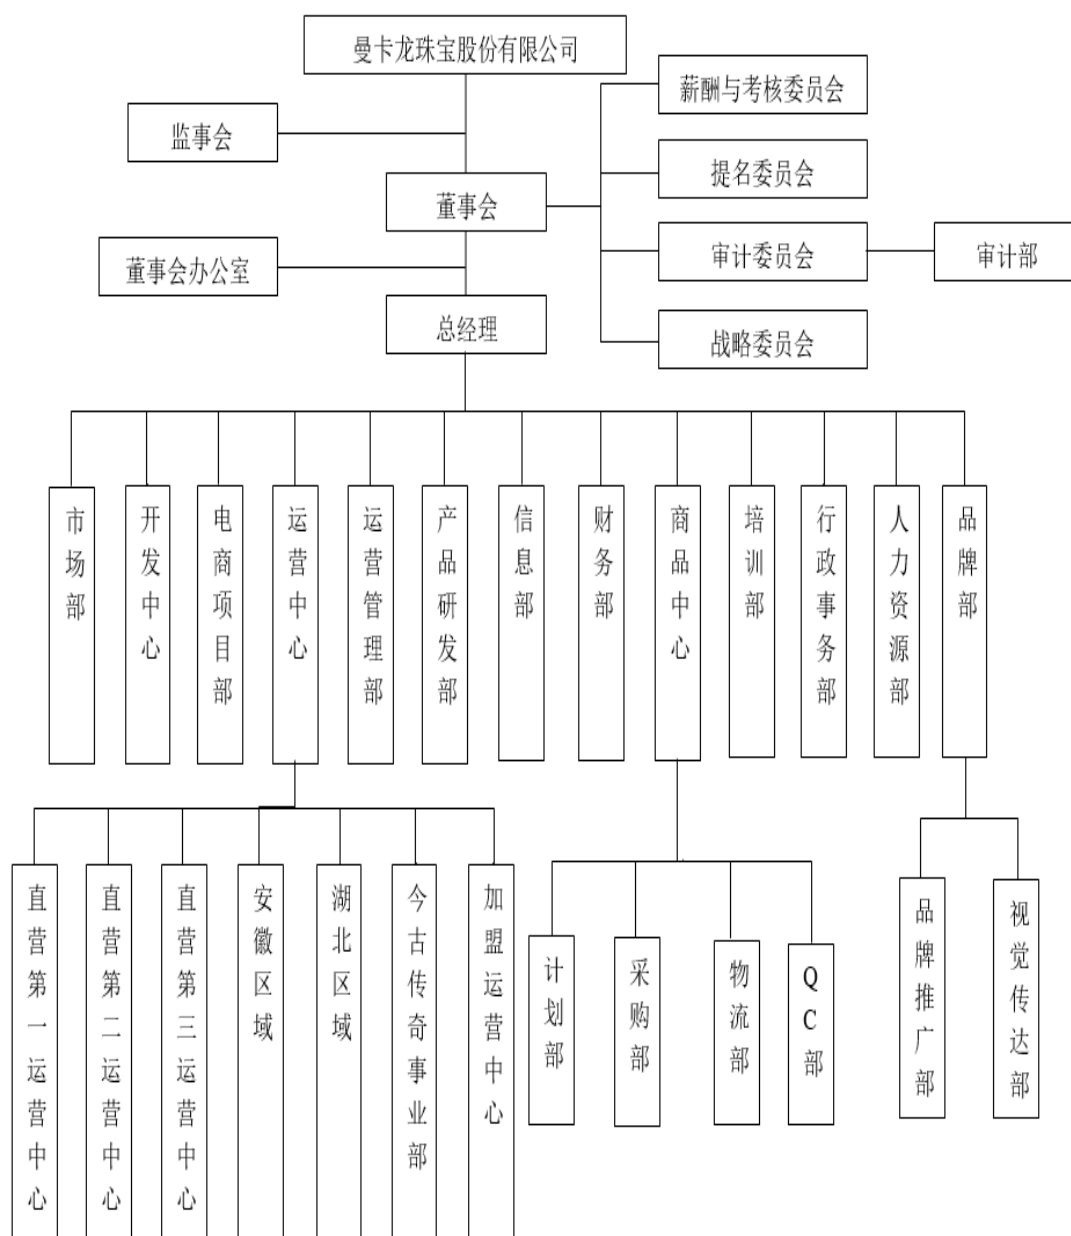 曼卡龙珠宝股份有限公司
薪酬与考核委员会
监事会
提名委员会
董事会
审计委员会
审计部
董事会办公室
总经理
战略委员会
市场部
开发中心
电商项目部
运营中心
运营管理部
产品研发部
信息部
财务部
商品中心
培训部
行政事务部
人力资源部
品牌部
直营第一运营中心
直营第二运营中心
直营第三运营中心
安徽区域
湖北区域
今古传奇事业部
加盟运营中心
计划部
采购部
物流部
QC部
品牌推广部
视觉传达部